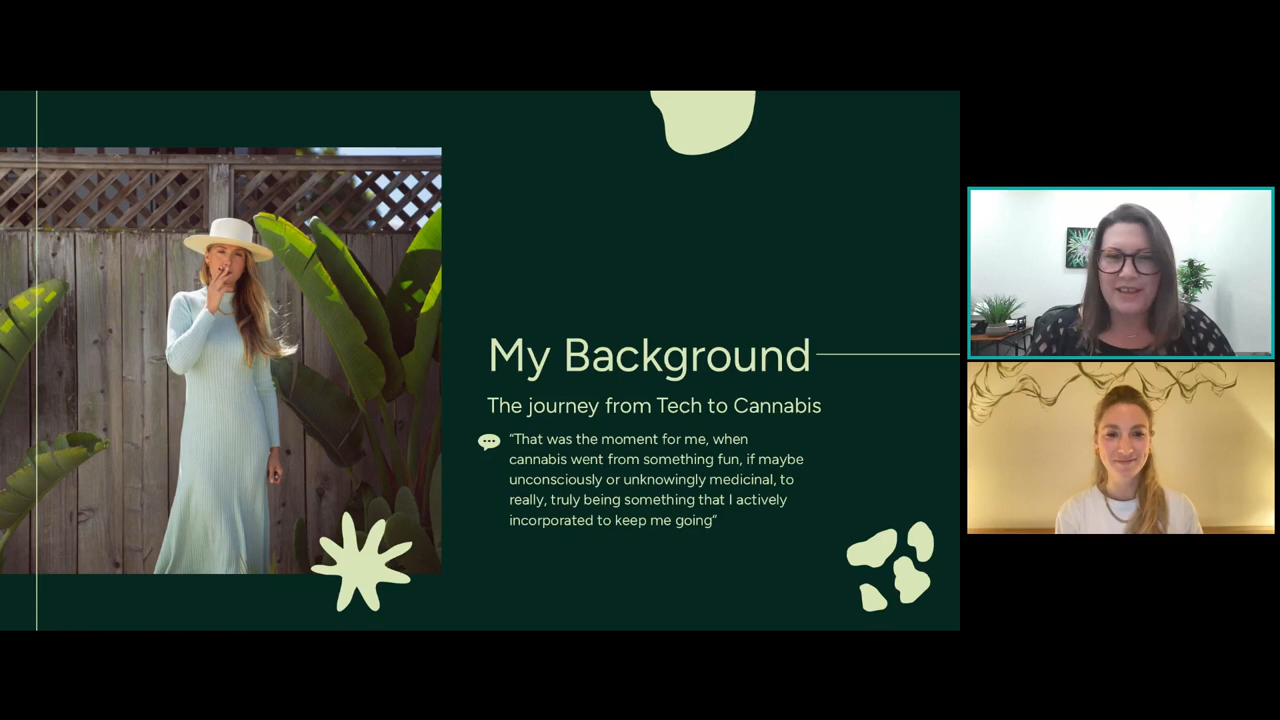 My Background
The journey from Tech to Cannabis
“That was the moment for me, when
cannabis went from something fun, if maybe
unconsciously or unknowingly medicinal, to
really, truly being something that I actively
incorporated to keep me going”